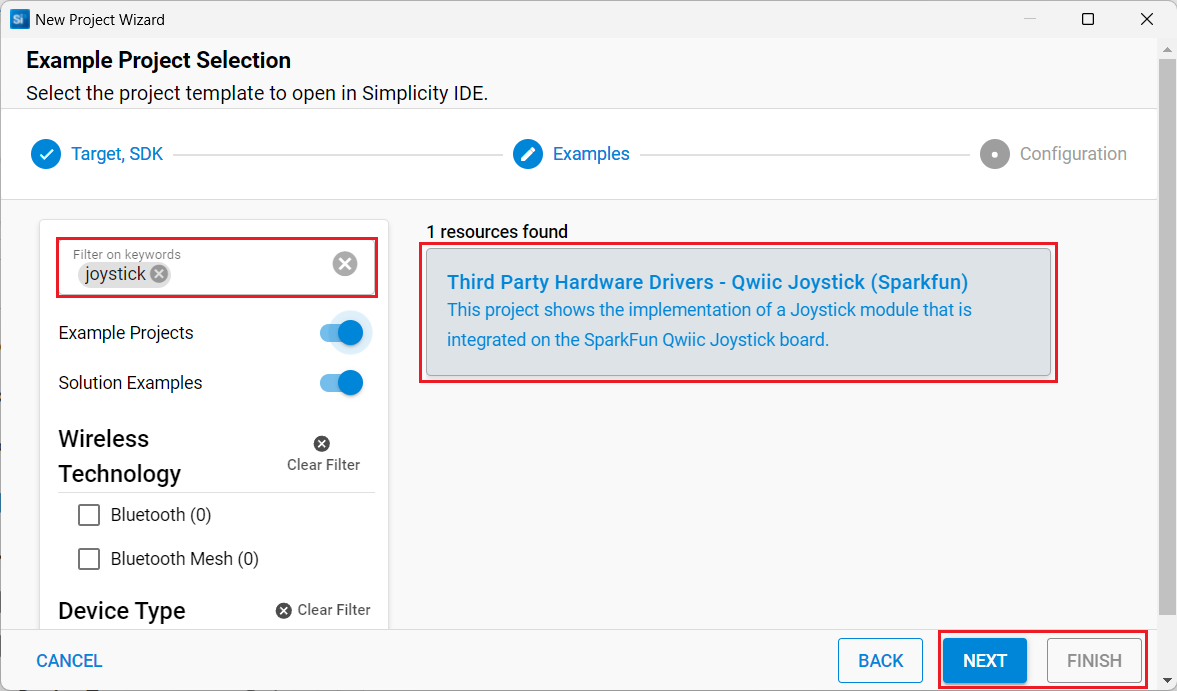 Si New Project Wizard
Example Project Selection
Select the project template to open in Simplicity IDE.
Target, SDK
Examples
Configuration
Filter on keywords
joystick
Example Projects
Solution Examples
Wireless
Technology
Clear Filter
Bluetooth (0)
Bluetooth Mesh (0)
Device Type
Clear Filter
1 resources found
Third Party Hardware Drivers - Qwiic Joystick (Sparkfun)
This project shows the implementation of a Joystick module that is
integrated on the SparkFun Qwiic Joystick board.
CANCEL
BACK
NEXT
FINISH